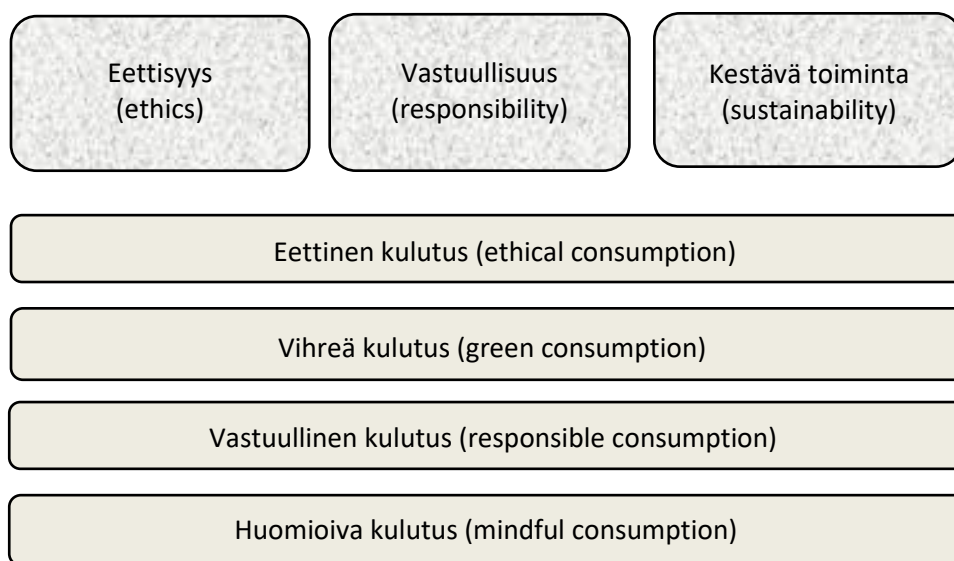 Eettisyys
(ethics)
Vastuullisuus
(responsibility)
Kestävä toiminta
(sustainability)
Eettinen kulutus (ethical consumption)
Vihreä kulutus (green consumption)
Vastuullinen kulutus (responsible consumption)
Huomioiva kulutus (mindful consumption)